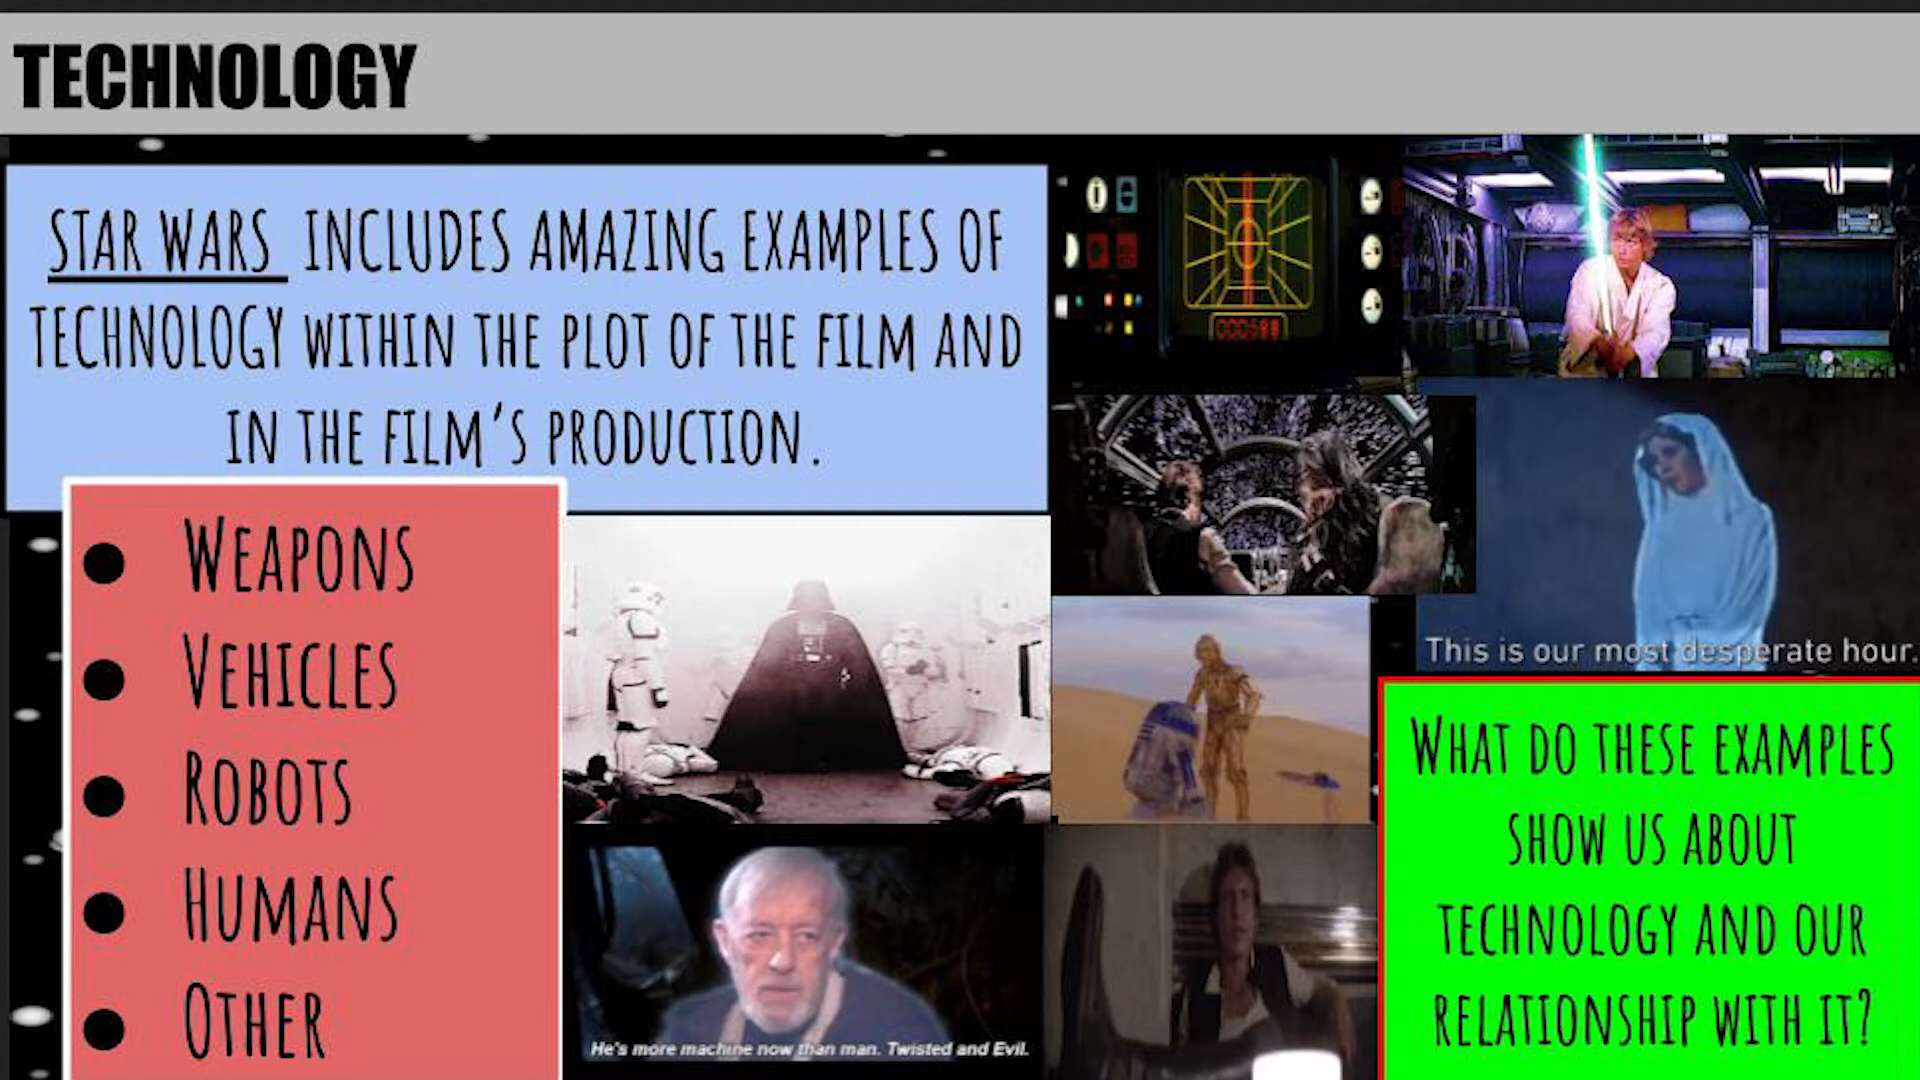 TECHNOLOGY
STAR WARS INCLUDES AMAZING EXAMPLES OF
TECHNOLOGY WITHIN THE PLOT OF THE FILM AND
IN THE FILM'S PRODUCTION.
● WEAPONS
● VEHICLES
● ROBOTS
● HUMANS
● OTHER
This is our most desperate hour.
He's more machine now than man. Twisted and Evil.
WHAT DO THESE EXAMPLES
SHOW US ABOUT
TECHNOLOGY AND OUR
RELATIONSHIP WITH IT?